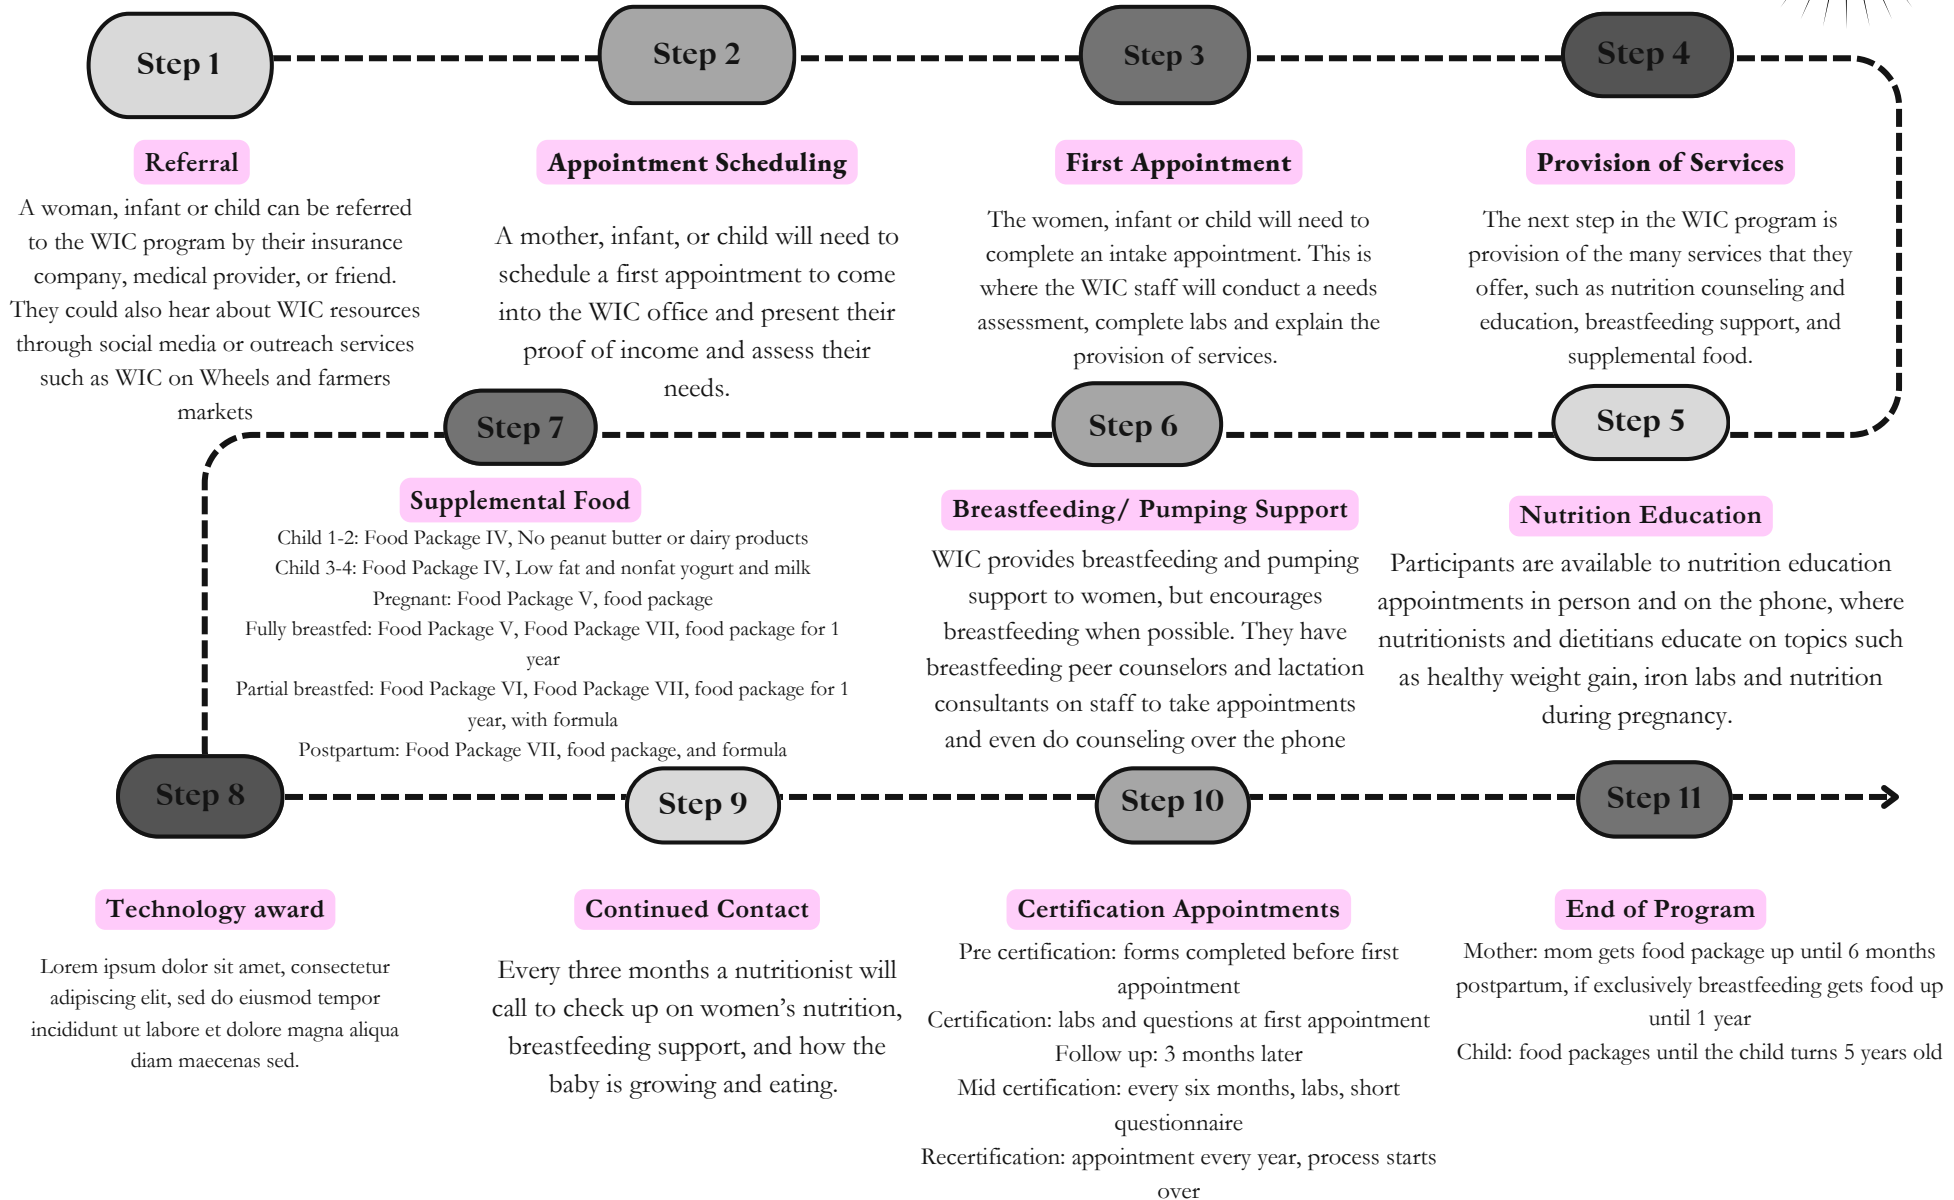 Step 1
Step 2
Step 3
Step 4
Referral
A woman, infant or child can be referred
to the WIC program by their insurance
company, medical provider, or friend.
They could also hear about WIC resources
through social media or outreach services
such as WIC on Wheels and farmers
markets
Appointment Scheduling
A mother, infant, or child will need to
schedule a first appointment to come
into the WIC office and present their
proof of income and assess their
needs.
First Appointment
The women, infant or child will need to
complete an intake appointment. This is
where the WIC staff will conduct a needs
assessment, complete labs and explain the
provision of services.
Provision of Services
The next step in the WIC program is
provision of the many services that they
offer, such as nutrition counseling and
education, breastfeeding support, and
supplemental food.
Step 5
Nutrition Education
Participants are available to nutrition education
appointments in person and on the phone, where
nutritionists and dietitians educate on topics such
as healthy weight gain, iron labs and nutrition
during pregnancy.
Step 6
Breastfeeding/ Pumping Support
WIC provides breastfeeding and pumping
support to women, but encourages
breastfeeding when possible. They have
breastfeeding peer counselors and lactation
consultants on staff to take appointments
and even do counseling over the phone
Step 7
Supplemental Food
Child 1-2: Food Package IV, No peanut butter or dairy products
Child 3-4: Food Package IV, Low fat and nonfat yogurt and milk
Pregnant: Food Package V, food package
Fully breastfed: Food Package V, Food Package VII, food package for 1
year
Partial breastfed: Food Package VI, Food Package VII, food package for 1
year, with formula
Postpartum: Food Package VII, food package, and formula
Step 8
Technology award
Lorem ipsum dolor sit amet, consectetur
adipiscing elit, sed do eiusmod tempor
incididunt ut labore et dolore magna aliqua
diam maecenas sed.
Step 9
Continued Contact
Every three months a nutritionist will
call to check up on women's nutrition,
breastfeeding support, and how the
baby is growing and eating.
Step 10
Certification Appointments
Pre certification: forms completed before first
appointment
Certification: labs and questions at first appointment
Follow up: 3 months later
Mid certification: every six months, labs, short
questionnaire
Recertification: appointment every year, process starts
over
Step 11
End of Program
Mother: mom gets food package up until 6 months
postpartum, if exclusively breastfeeding gets food up
until 1 year
Child: food packages until the child turns 5 years old